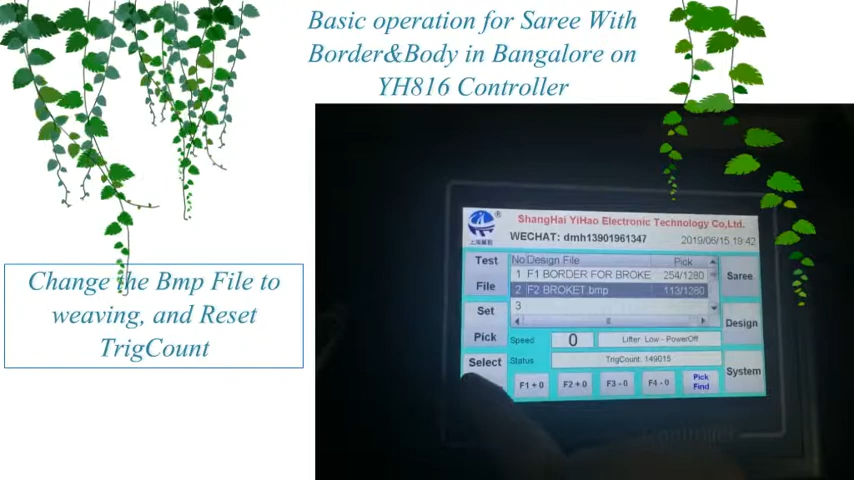 Basic operation for Saree With
Border&Body in Bangalore on
YH816 Controller
Change the Bmp File to
weaving, and Reset
TrigCount
ShangHai YiHao Electronic Technology Co,Ltd.
WECHAT: dmh13901961347
2019/06/15 19:42
Test
File
Set
Pick
Select
No Design File Pick
1 F1 BORDER FOR BROKE 254/1280
2 F2 BROKET.bmp 113/1280
3
Speed 0 Lifter Low - PowerOff
Status TrigCount: 149015
F1 + 0 F2 + 0 F3 - 0 F4 - 0 Pick Find
Saree
Design
System